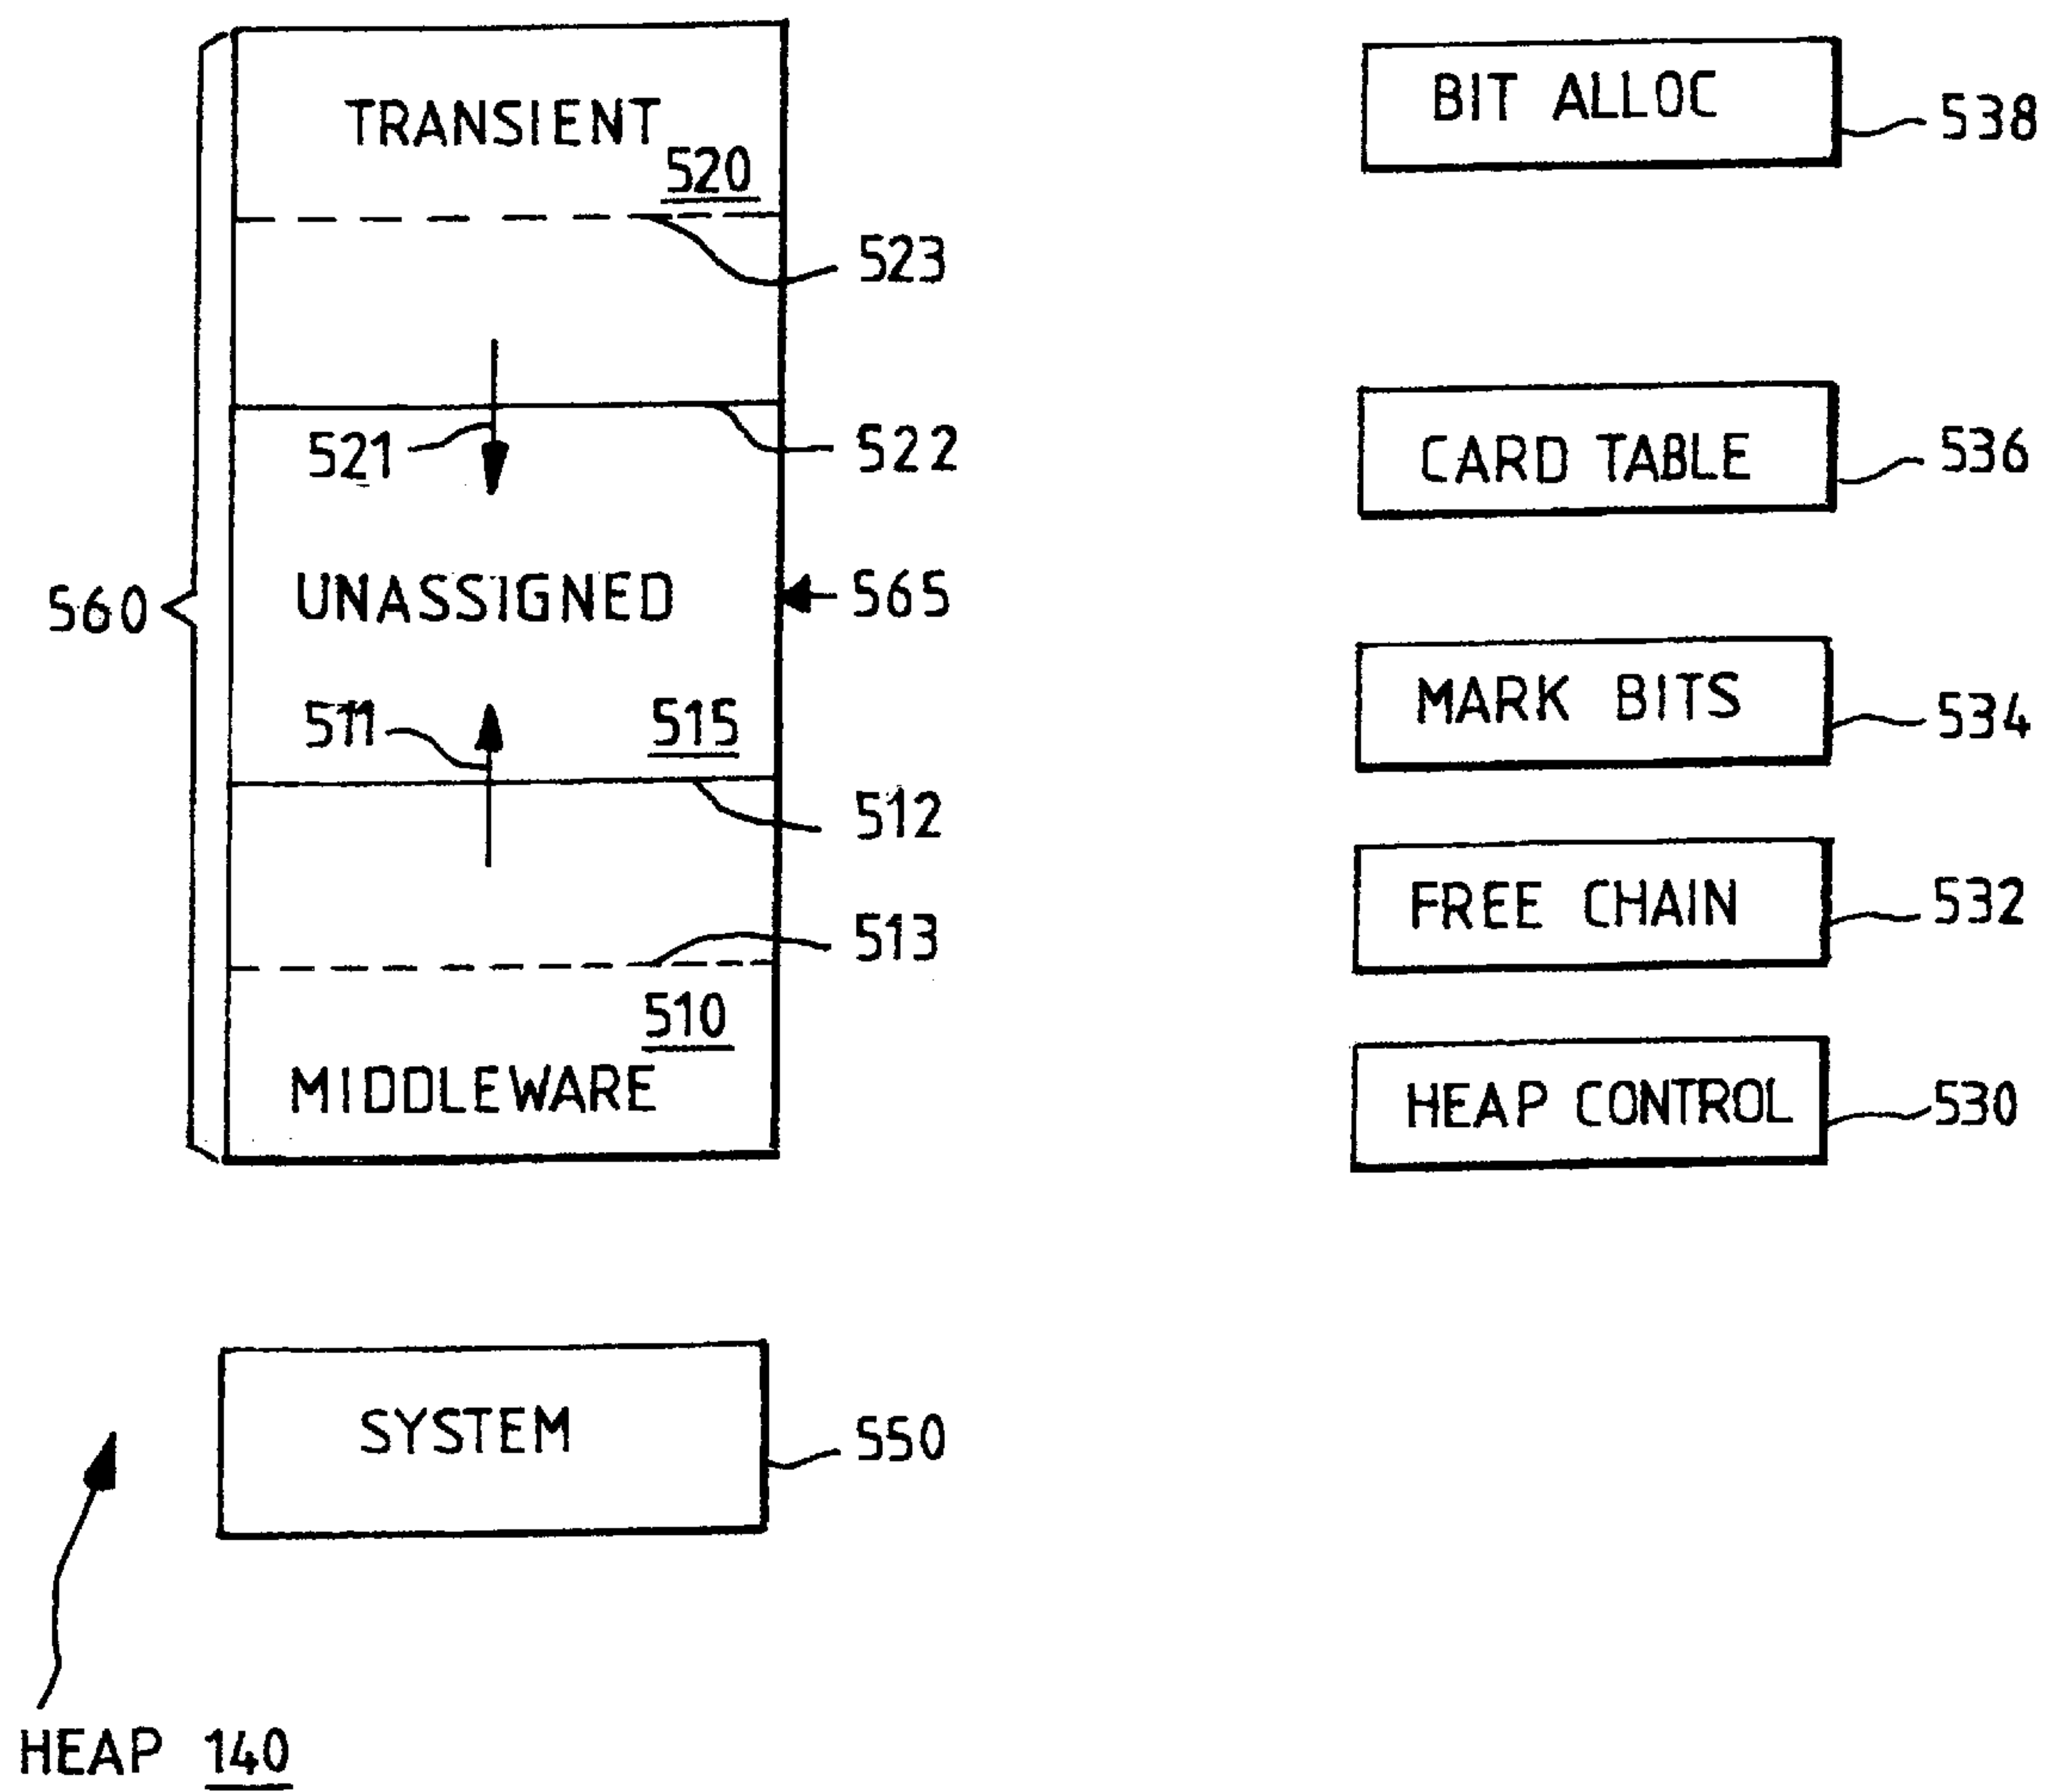 TRANSIENT
520
523
521
522
UNASSIGNED
560
565
511
515
512
513
510
MIDDLEWARE
SYSTEM
550
HEAP 140
BIT ALLOC
538
CARD TABLE
536
MARK BITS
534
FREE CHAIN
532
HEAP CONTROL
530